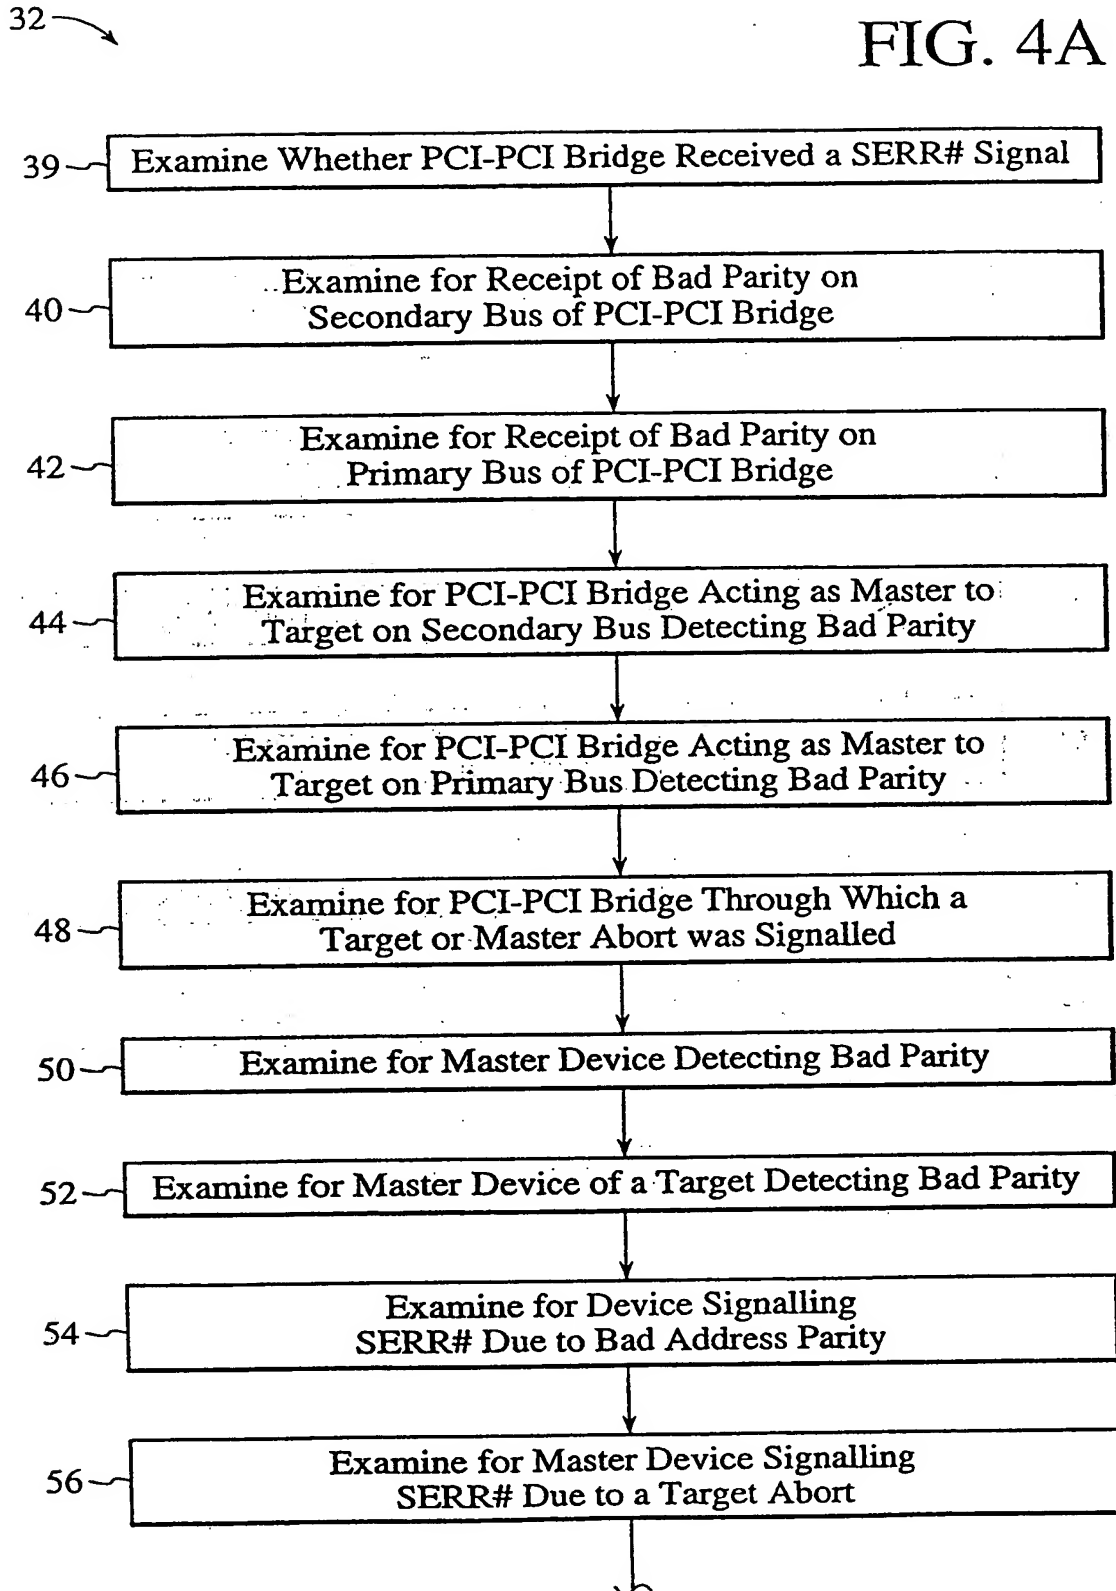 32
FIG. 4A
39
Examine Whether PCI-PCI Bridge Received a SERR# Signal
40
Examine for Receipt of Bad Parity on
Secondary Bus of PCI-PCI Bridge
42
Examine for Receipt of Bad Parity on
Primary Bus of PCI-PCI Bridge
44
Examine for PCI-PCI Bridge Acting as Master to
Target on Secondary Bus Detecting Bad Parity
46
Examine for PCI-PCI Bridge Acting as Master to
Target on Primary Bus Detecting Bad Parity
48
Examine for PCI-PCI Bridge Through Which a
Target or Master Abort was Signalled
50
Examine for Master Device Detecting Bad Parity
52
Examine for Master Device of a Target Detecting Bad Parity
54
Examine for Device Signalling
SERR# Due to Bad Address Parity
56
Examine for Master Device Signalling
SERR# Due to a Target Abort